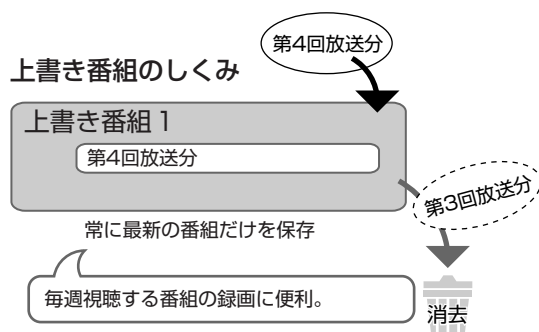 第4回放送分
上書き番組のしくみ
上書き番組1
第4回放送分
第3回放送分
常に最新の番組だけを保存
毎週視聴する番組の録画に便利。
消去